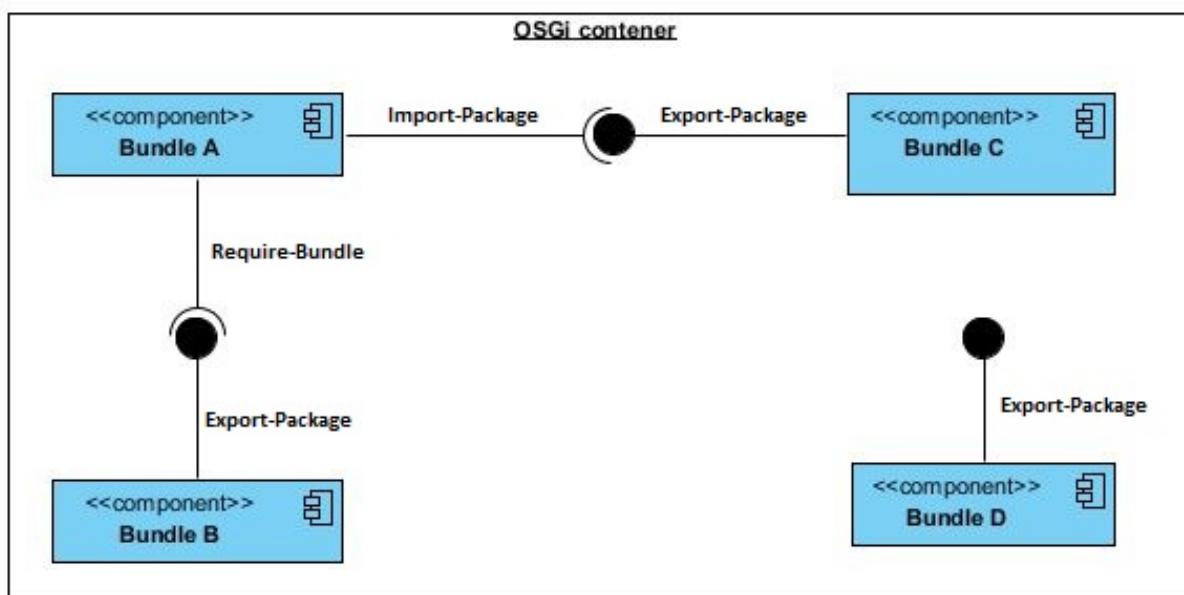 OSGi contener
<<component>>
Bundle A
Import-Package
Export-Package
<<component>>
Bundle C
Require-Bundle
Export-Package
Export-Package
<<component>>
Bundle B
<<component>>
Bundle D